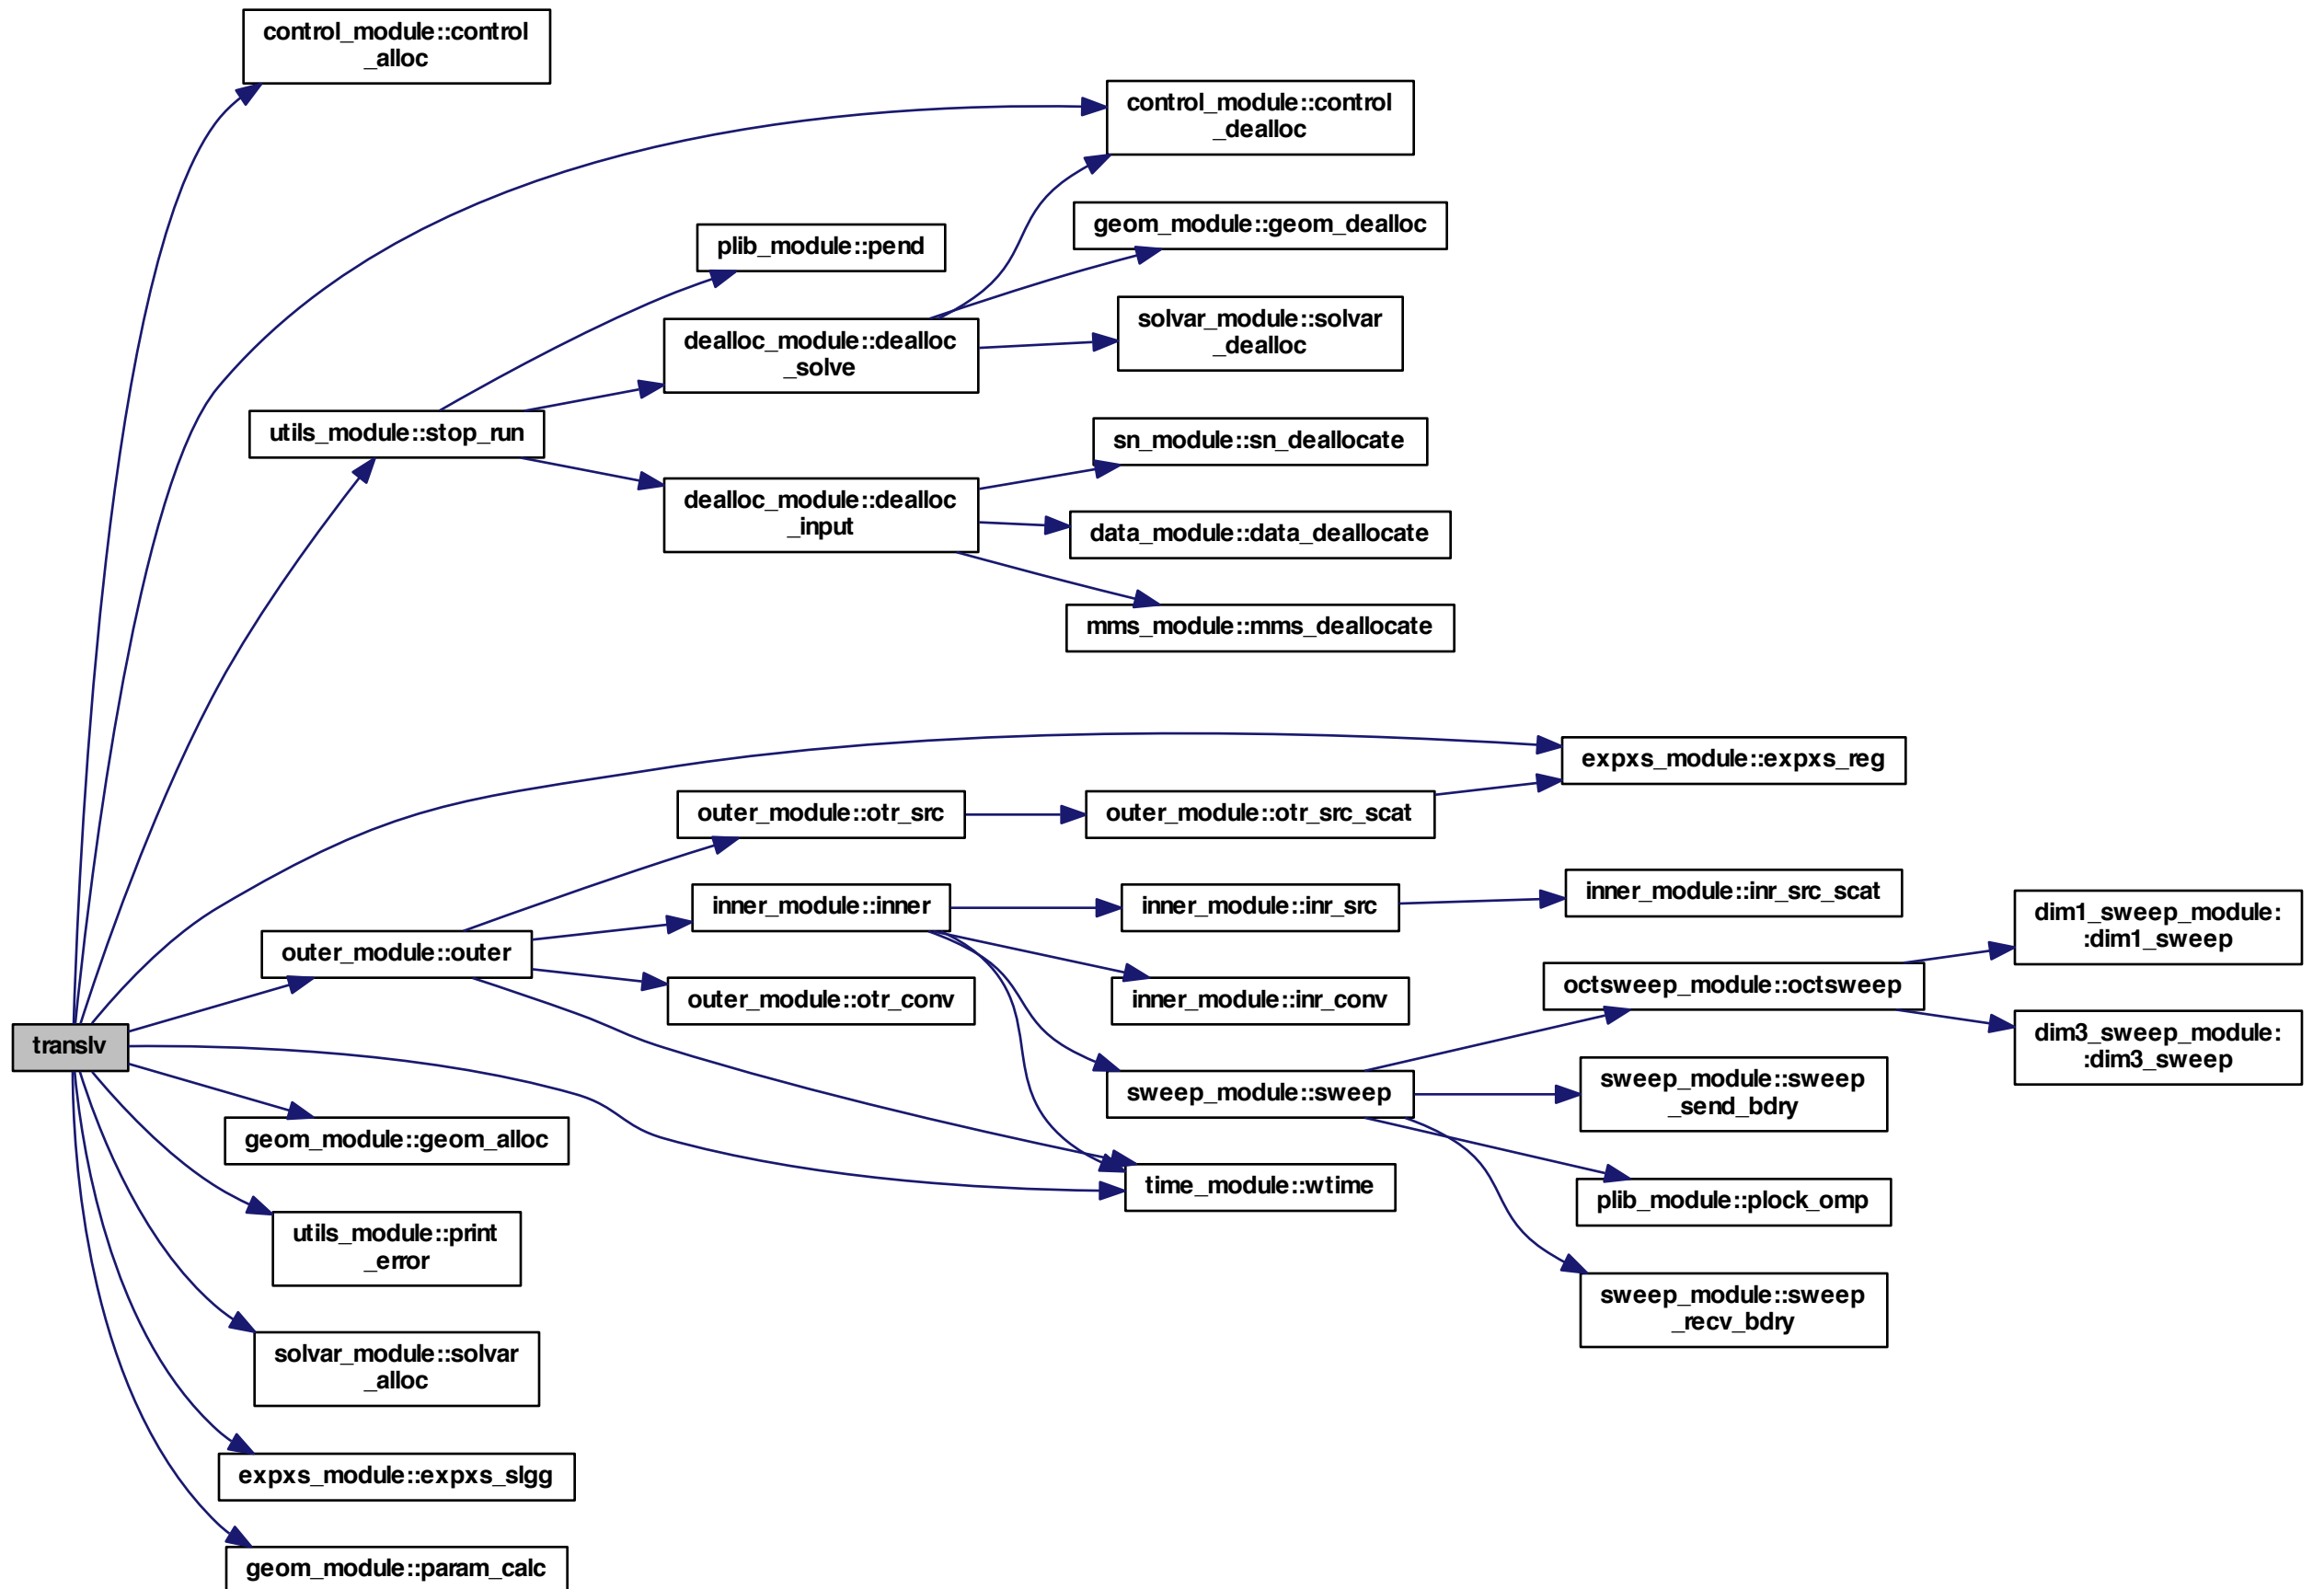 control_module::control
_alloc
control_module::control
_dealloc
geom_module::geom_dealloc
plib_module::pend
solvar_module::solvar
_dealloc
dealloc_module::dealloc
_solve
utils_module::stop_run
sn_module::sn_deallocate
dealloc_module::dealloc
_input
data_module::data_deallocate
mms_module::mms_deallocate
expxs_module::expxs_reg
outer_module::otr_src
outer_module::otr_src_scat
inner_module::inner
inner_module::inr_src
inner_module::inr_src_scat
dim1_sweep_module:
:dim1_sweep
outer_module::outer
octsweep_module::octsweep
outer_module::otr_conv
inner_module::inr_conv
translv
dim3_sweep_module:
:dim3_sweep
sweep_module::sweep
sweep_module::sweep
_send_bdry
geom_module::geom_alloc
time_module::wtime
plib_module::plock_omp
utils_module::print
_error
sweep_module::sweep
_recv_bdry
solvar_module::solvar
_alloc
expxs_module::expxs_slgg
geom_module::param_calc